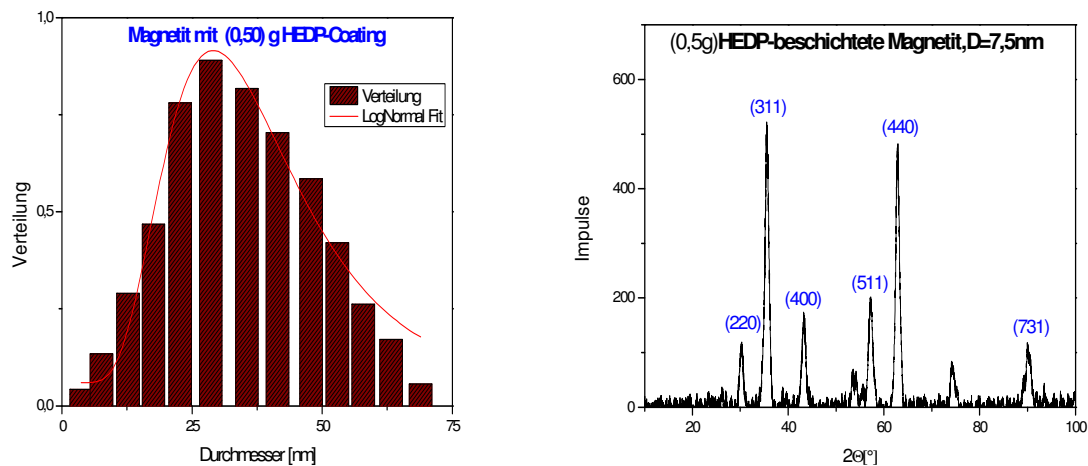 Magnetit mit (0,50) g HEDP-Coating
Verteilung
LogNormal Fit
1,0
0,5
0,0
Verteilung
0
25
50
75
Durchmesser [nm]
(0,5g)HEDP-beschichtete Magnetit,D=7,5nm
600
400
200
0
Impulse
(220)
(311)
(400)
(511)
(440)
(731)
20
40
60
80
100
2Θ[°]